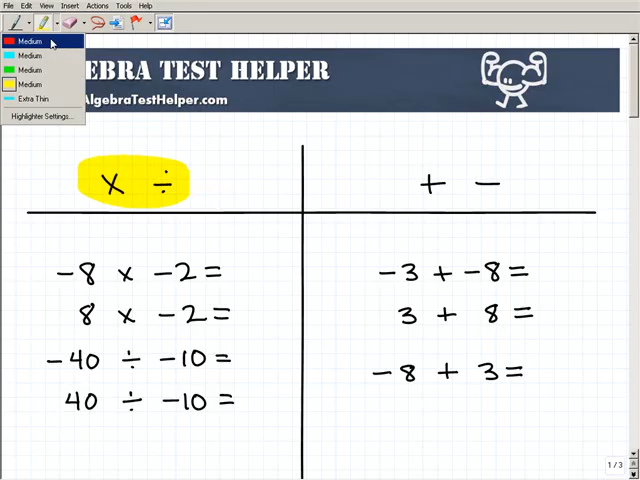 File Edit View Insert Actions Tools Help
Medium
Medium
Medium
Medium
Extra Thin
Highlighter Settings...
EBRA TEST HELPER
AlgebraTestHelper.com
x ÷
+ −
-8 x -2 =
8 x -2 =
-40 ÷ -10 =
40 ÷ -10 =
-3 + -8 =
3 + 8 =
-8 + 3 =
1 / 3